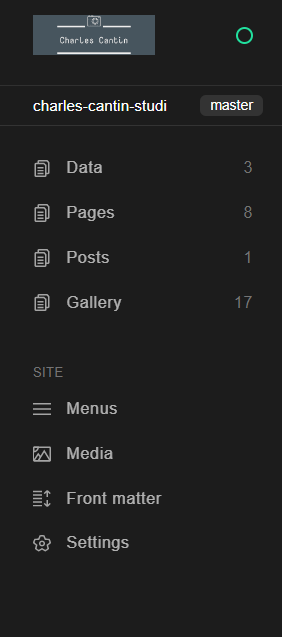 Charles Cantin
charles-cantin-studi master
Data 3
Pages 8
Posts 1
Gallery 17
SITE
Menus
Media
Front matter
Settings